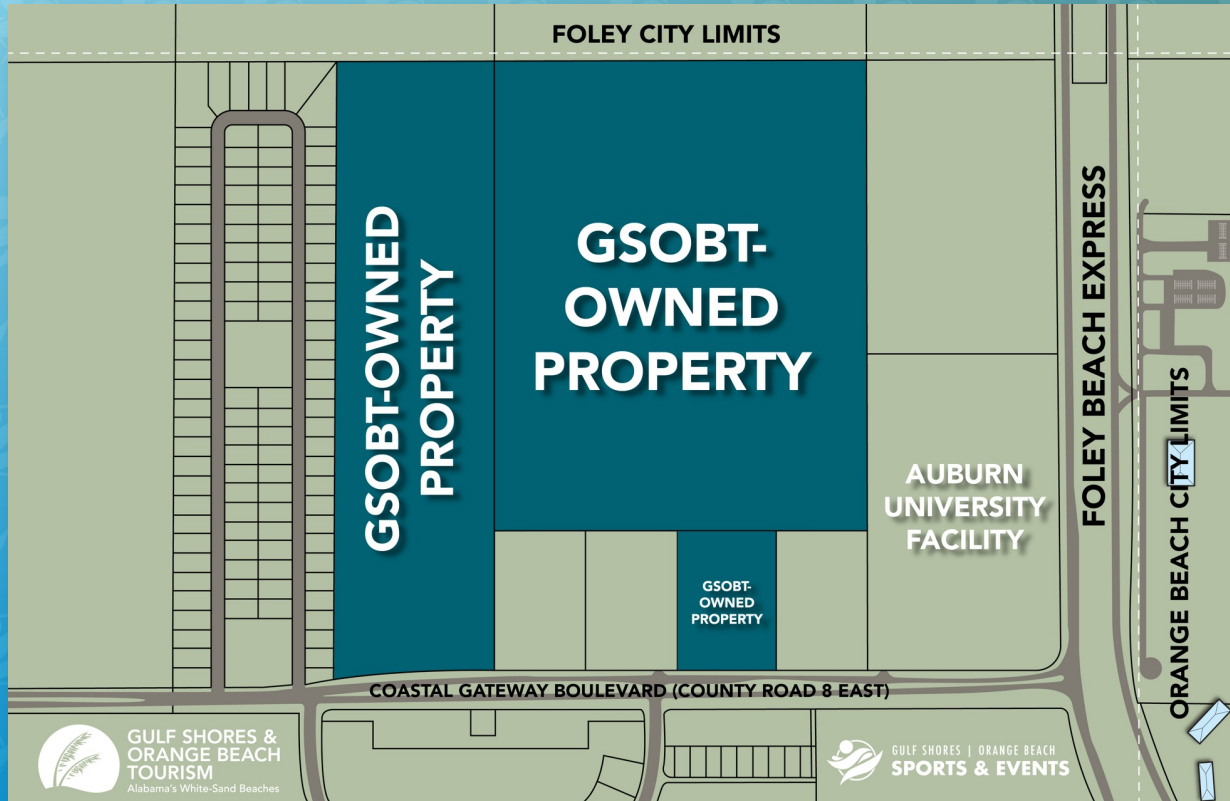 FOLEY CITY LIMITS
GSOBT-OWNED
PROPERTY
GSOBT-
OWNED
PROPERTY
FOLEY BEACH EXPRESS
ORANGE BEACH CITY LIMITS
AUBURN
UNIVERSITY
FACILITY
GSOBT-
OWNED
PROPERTY
COASTAL GATEWAY BOULEVARD (COUNTY ROAD 8 EAST)
GULF SHORES &
ORANGE BEACH
TOURISM
Alabama's White-Sand Beaches
GULF SHORES | ORANGE BEACH
SPORTS & EVENTS